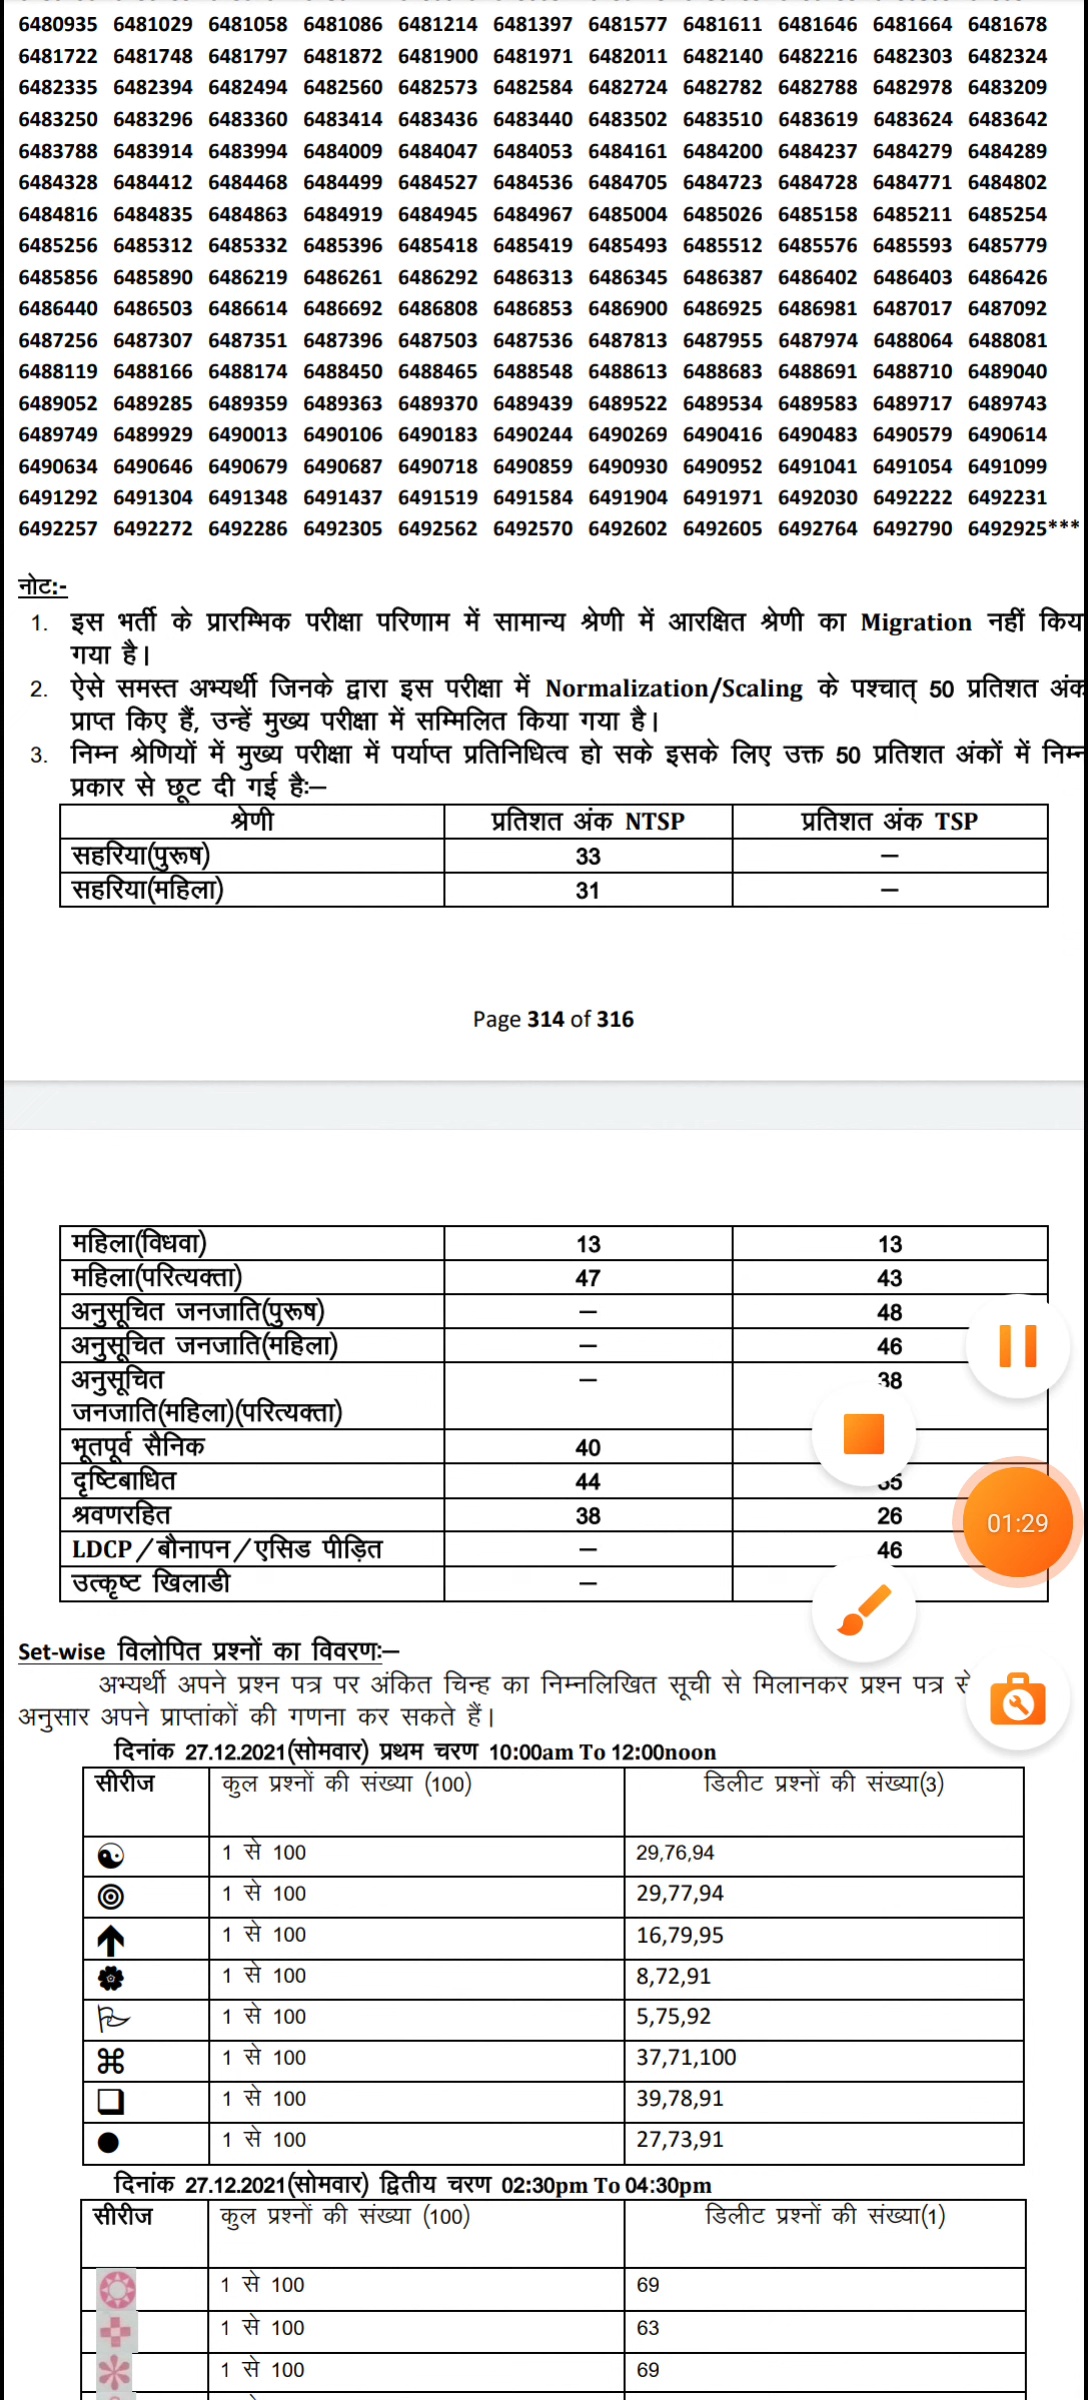 6480935 6481029 6481058 6481086 6481214 6481397 6481577 6481611 6481646 6481664 6481678
6481722 6481748 6481797 6481872 6481900 6481971 6482011 6482140 6482216 6482303 6482324
6482335 6482394 6482494 6482560 6482573 6482584 6482724 6482782 6482788 6482978 6483209
6483250 6483296 6483360 6483414 6483436 6483440 6483502 6483510 6483619 6483624 6483642
6483788 6483914 6483994 6484009 6484047 6484053 6484161 6484200 6484237 6484279 6484289
6484328 6484412 6484468 6484499 6484527 6484536 6484705 6484723 6484728 6484771 6484802
6484816 6484835 6484863 6484919 6484945 6484967 6485004 6485026 6485158 6485211 6485254
6485256 6485312 6485332 6485396 6485418 6485419 6485493 6485512 6485576 6485593 6485779
6485856 6485890 6486219 6486261 6486292 6486313 6486345 6486387 6486402 6486403 6486426
6486440 6486503 6486614 6486692 6486808 6486853 6486900 6486925 6486981 6487017 6487092
6487256 6487307 6487351 6487396 6487503 6487536 6487813 6487955 6487974 6488064 6488081
6488119 6488166 6488174 6488450 6488465 6488548 6488613 6488683 6488691 6488710 6489040
6489052 6489285 6489359 6489363 6489370 6489439 6489522 6489534 6489583 6489717 6489743
6489749 6489929 6490013 6490106 6490183 6490244 6490269 6490416 6490483 6490579 6490614
6490634 6490646 6490679 6490687 6490718 6490859 6490930 6490952 6491041 6491054 6491099
6491292 6491304 6491348 6491437 6491519 6491584 6491904 6491971 6492030 6492222 6492231
6492257 6492272 6492286 6492305 6492562 6492570 6492602 6492605 6492764 6492790 6492925***
नोट:-
1. इस भर्ती के प्रारम्भिक परीक्षा परिणाम में सामान्य श्रेणी में आरक्षित श्रेणी का Migration नहीं किय
गया है।
2. ऐसे समस्त अभ्यर्थी जिनके द्वारा इस परीक्षा में Normalization/Scaling के पश्चात् 50 प्रतिशत अंक
प्राप्त किए हैं, उन्हें मुख्य परीक्षा में सम्मिलित किया गया है।
3. निम्न श्रेणियों में मुख्य परीक्षा में पर्याप्त प्रतिनिधित्व हो सके इसके लिए उक्त 50 प्रतिशत अंकों में निम्न
प्रकार से छूट दी गई है:—
श्रेणी प्रतिशत अंक NTSP प्रतिशत अंक TSP
सहरिया(पुरूष) 33 —
सहरिया(महिला) 31 —
Page 314 of 316
महिला(विधवा) 13 13
महिला(परित्यक्ता) 47 43
अनुसूचित जनजाति(पुरूष) — 48
अनुसूचित जनजाति(महिला) — 46
अनुसूचित — 38
जनजाति(महिला)(परित्यक्ता)
भूतपूर्व सैनिक 40
दृष्टिबाधित 44
श्रवणरहित 38 26
01:29
LDCP/बौनापन/एसिड पीड़ित — 46
उत्कृष्ट खिलाडी —
Set-wise विलोपित प्रश्नों का विवरण:—
अभ्यर्थी अपने प्रश्न पत्र पर अंकित चिन्ह का निम्नलिखित सूची से मिलानकर प्रश्न पत्र से
अनुसार अपने प्राप्तांकों की गणना कर सकते हैं।
दिनांक 27.12.2021(सोमवार) प्रथम चरण 10:00am To 12:00noon
सीरीज कुल प्रश्नों की संख्या (100) डिलीट प्रश्नों की संख्या(3)
1 से 100 29,76,94
1 से 100 29,77,94
1 से 100 16,79,95
1 से 100 8,72,91
1 से 100 5,75,92
1 से 100 37,71,100
1 से 100 39,78,91
1 से 100 27,73,91
दिनांक 27.12.2021(सोमवार) द्वितीय चरण 02:30pm To 04:30pm
सीरीज कुल प्रश्नों की संख्या (100) डिलीट प्रश्नों की संख्या(1)
1 से 100 69
1 से 100 63
1 से 100 69